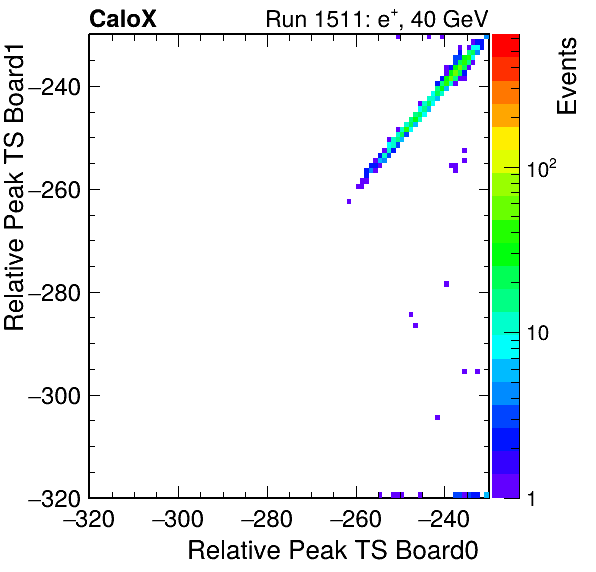 CaloX Run 1511: e⁺, 40 GeV
Events
Relative Peak TS Board1
−240
−260
−280
−300
−320
10²
10
1
−320 −300 −280 −260 −240
Relative Peak TS Board0